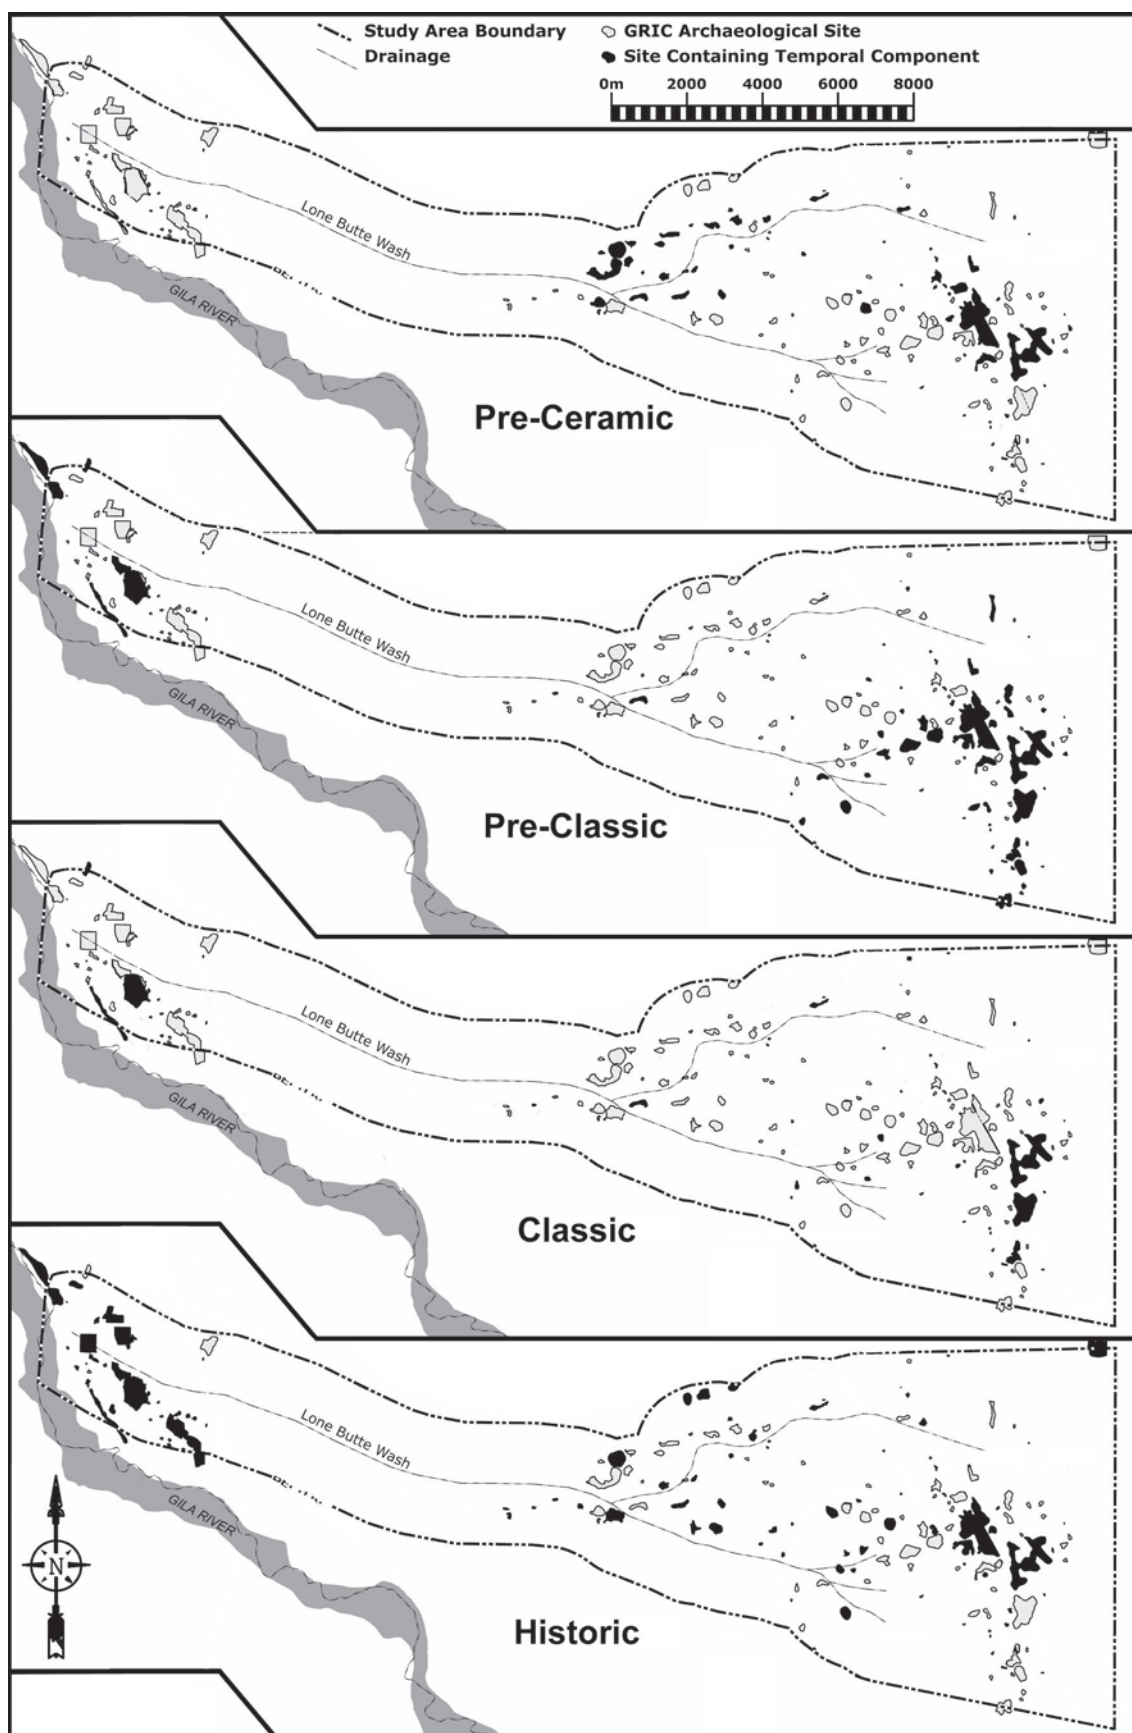 Study Area Boundary
Drainage
GRIC Archaeological Site
Site Containing Temporal Component
0m 2000 4000 6000 8000
Lone Butte Wash
GILA RIVER
Pre-Ceramic
Lone Butte Wash
GILA RIVER
Pre-Classic
Lone Butte Wash
GILA RIVER
Classic
Lone Butte Wash
GILA RIVER
N
Historic